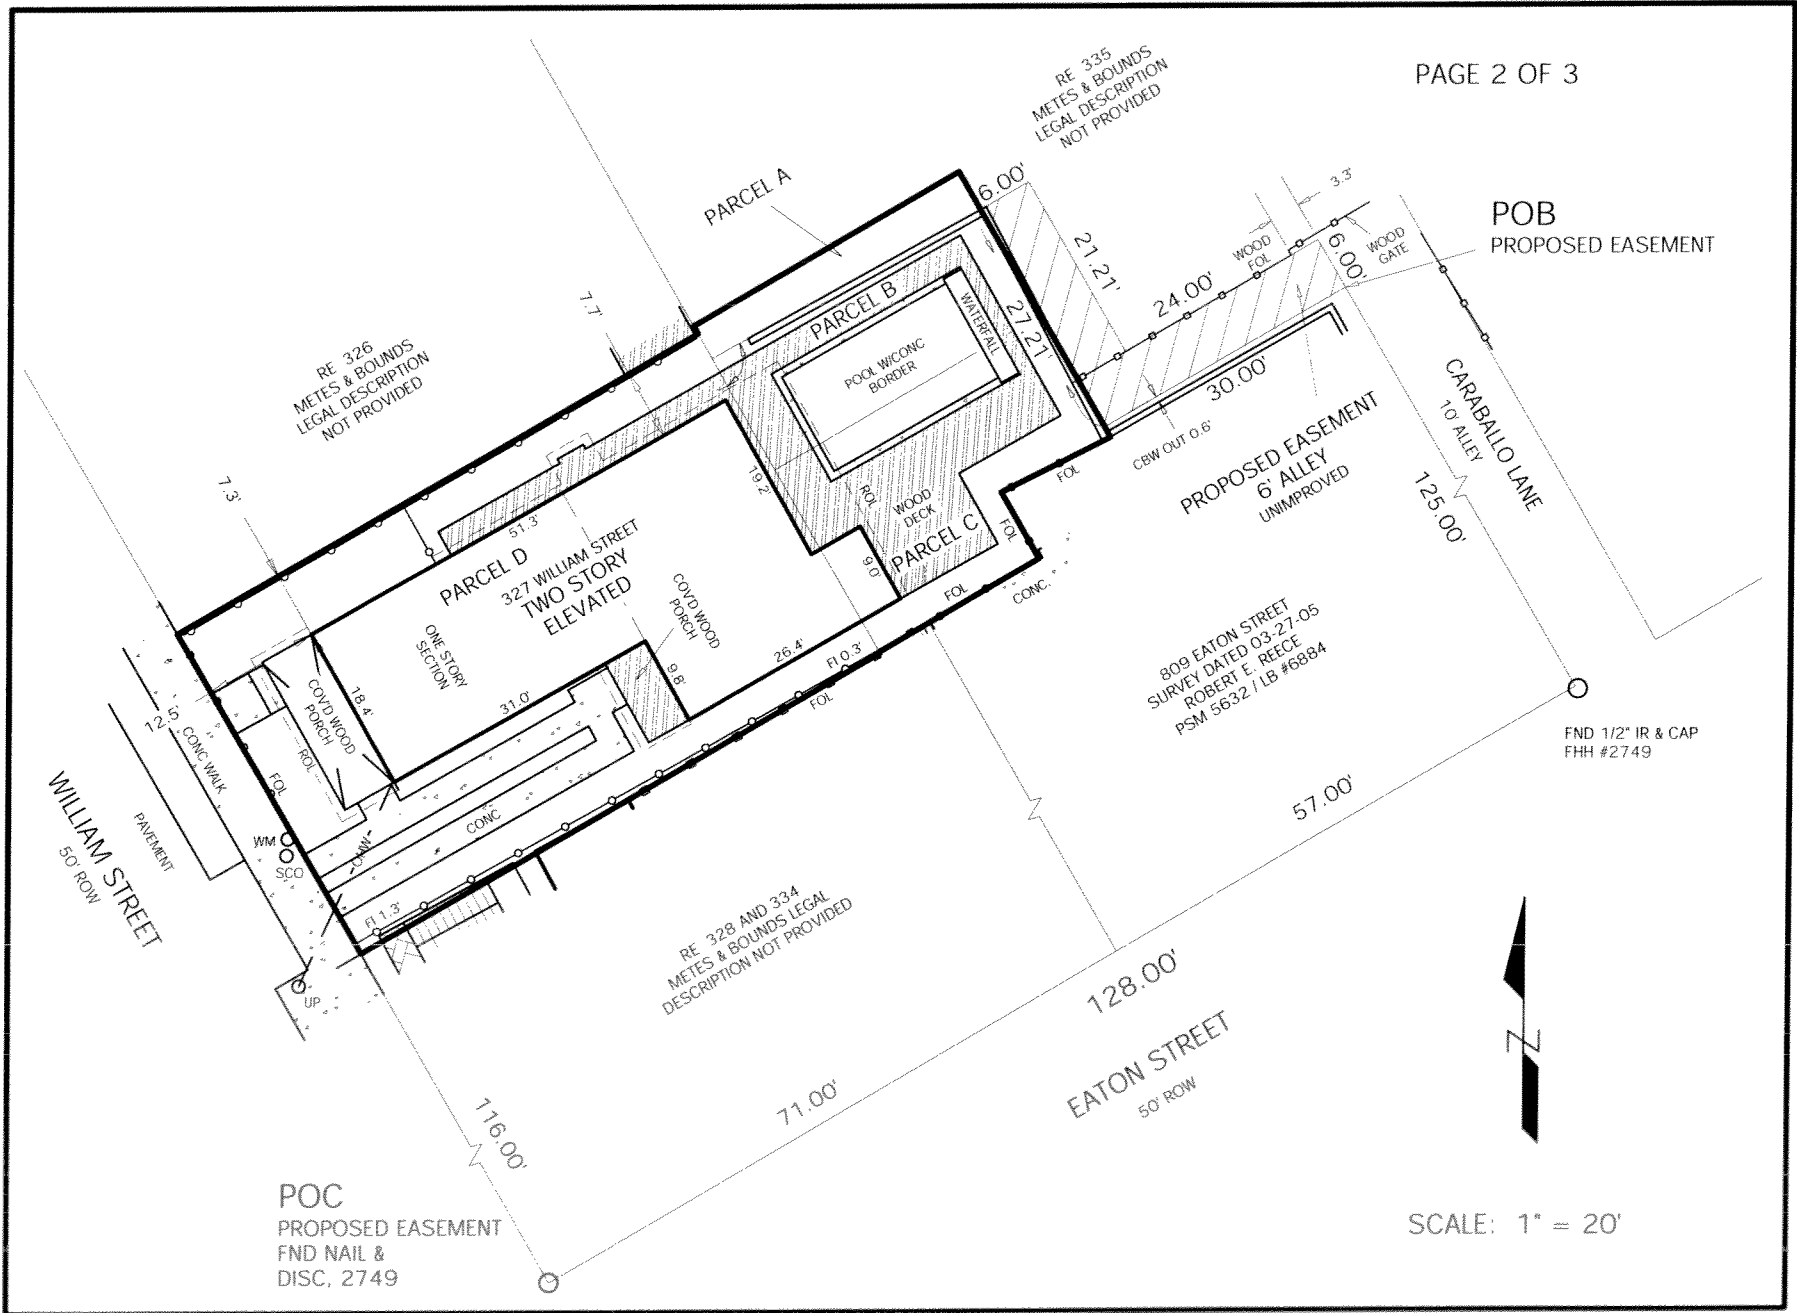 PAGE 2 OF 3
RE 335
METES & BOUNDS
LEGAL DESCRIPTION
NOT PROVIDED
PARCEL A
6.00'
3.3'
POB
PROPOSED EASEMENT
WOOD
FOL
WOOD
GATE
6.00'
21.21'
24.00'
7.7'
PARCEL B
WATERFALL
27.21'
POOL W/CONC
BORDER
30.00'
CBW OUT 0.6'
PROPOSED EASEMENT
6' ALLEY
UNIMPROVED
CARABALLO LANE
10' ALLEY
125.00'
RE 326
METES & BOUNDS
LEGAL DESCRIPTION
NOT PROVIDED
7.3'
19.2'
ROL
WOOD
DECK
PARCEL C
FOL
FOL
FOL
CONC.
9.0'
51.3'
PARCEL D
327 WILLIAM STREET
TWO STORY
ELEVATED
COV'D WOOD
PORCH
ONE STORY
SECTION
26.4'
FI 0.3'
9.8'
FOL
31.0'
18.4'
COV'D WOOD
PORCH
ROL
12.5'
CONC WALK
FOL
PAVEMENT
WILLIAM STREET
50' ROW
WM
SCO
-OHW-
CONC
FI 1.3'
UP
809 EATON STREET
SURVEY DATED 03-27-05
ROBERT E. REECE
PSM 5632 / LB #6884
FND 1/2" IR & CAP
FHH #2749
57.00'
RE 328 AND 334
METES & BOUNDS LEGAL
DESCRIPTION NOT PROVIDED
128.00'
EATON STREET
50' ROW
71.00'
116.00'
POC
PROPOSED EASEMENT
FND NAIL &
DISC, 2749
N
SCALE: 1" = 20'